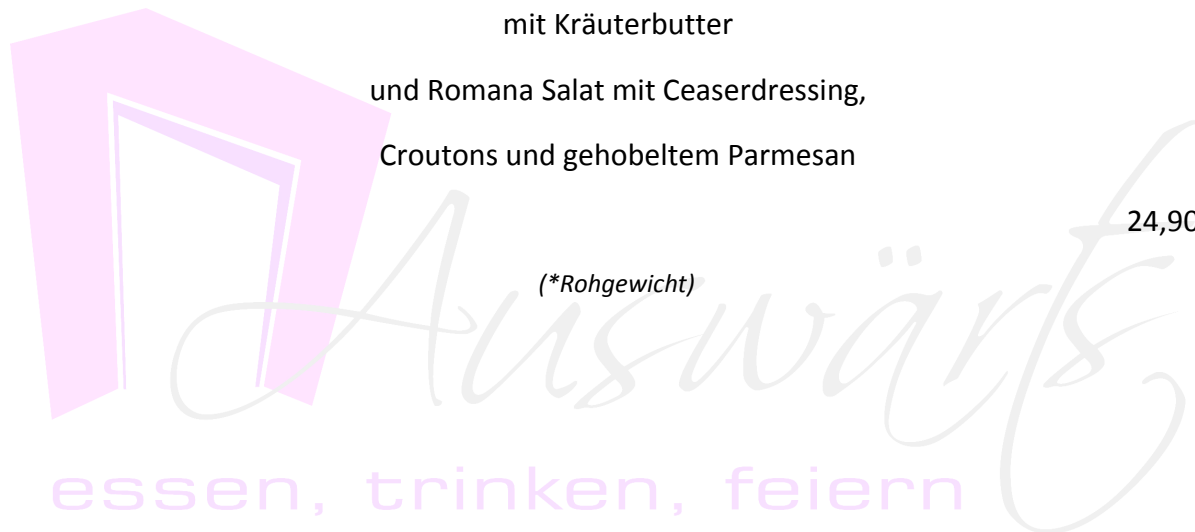 mit Kräuterbutter
und Romana Salat mit Ceaserdressing,
Croutons und gehobeltem Parmesan
24,90
(*Rohgewicht)
Auswärts
essen, trinken, feiern